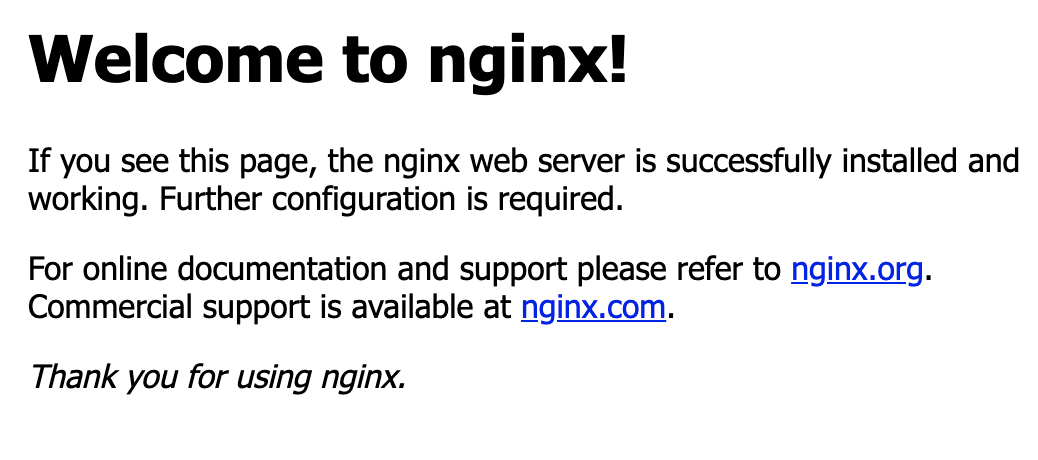 Welcome to nginx!
If you see this page, the nginx web server is successfully installed and
working. Further configuration is required.
For online documentation and support please refer to nginx.org.
Commercial support is available at nginx.com.
Thank you for using nginx.